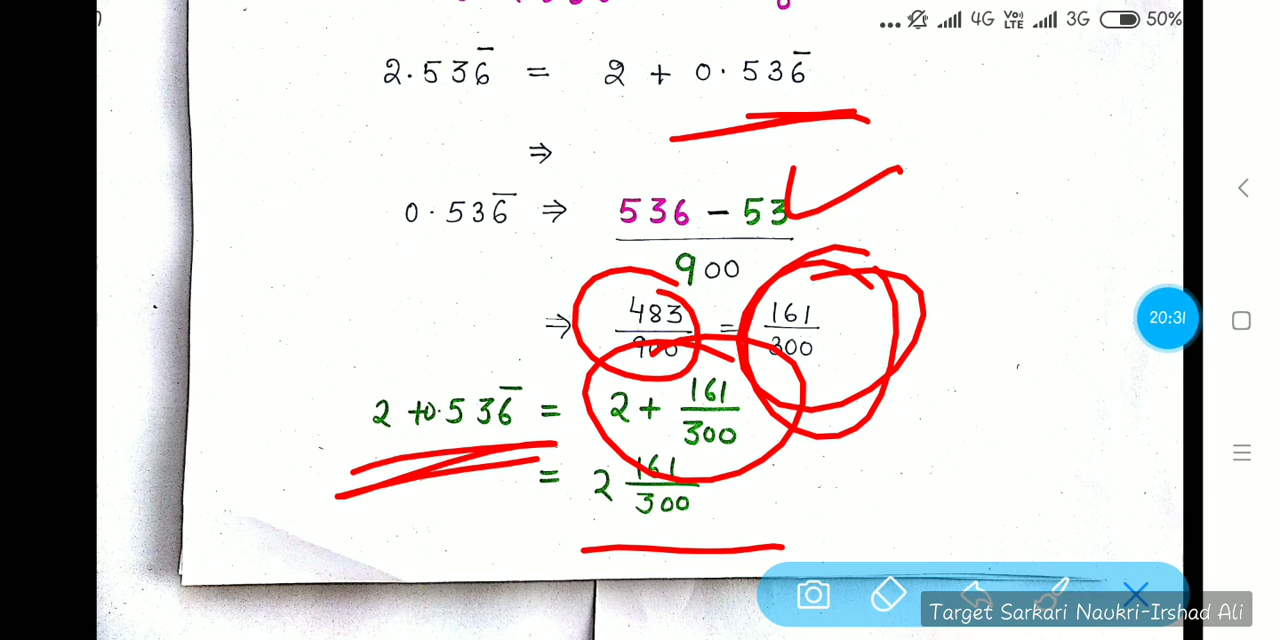 ... 4G VoLTE 3G 50%
2.536̅ = 2 + 0.536̅
⇒
0.536̅ ⇒ 536 - 53
900
⇒ 483/900 = 161/300
2 + 0.536̅ = 2 + 161/300
= 2 161/300
20:31
Target Sarkari Naukri-Irshad Ali